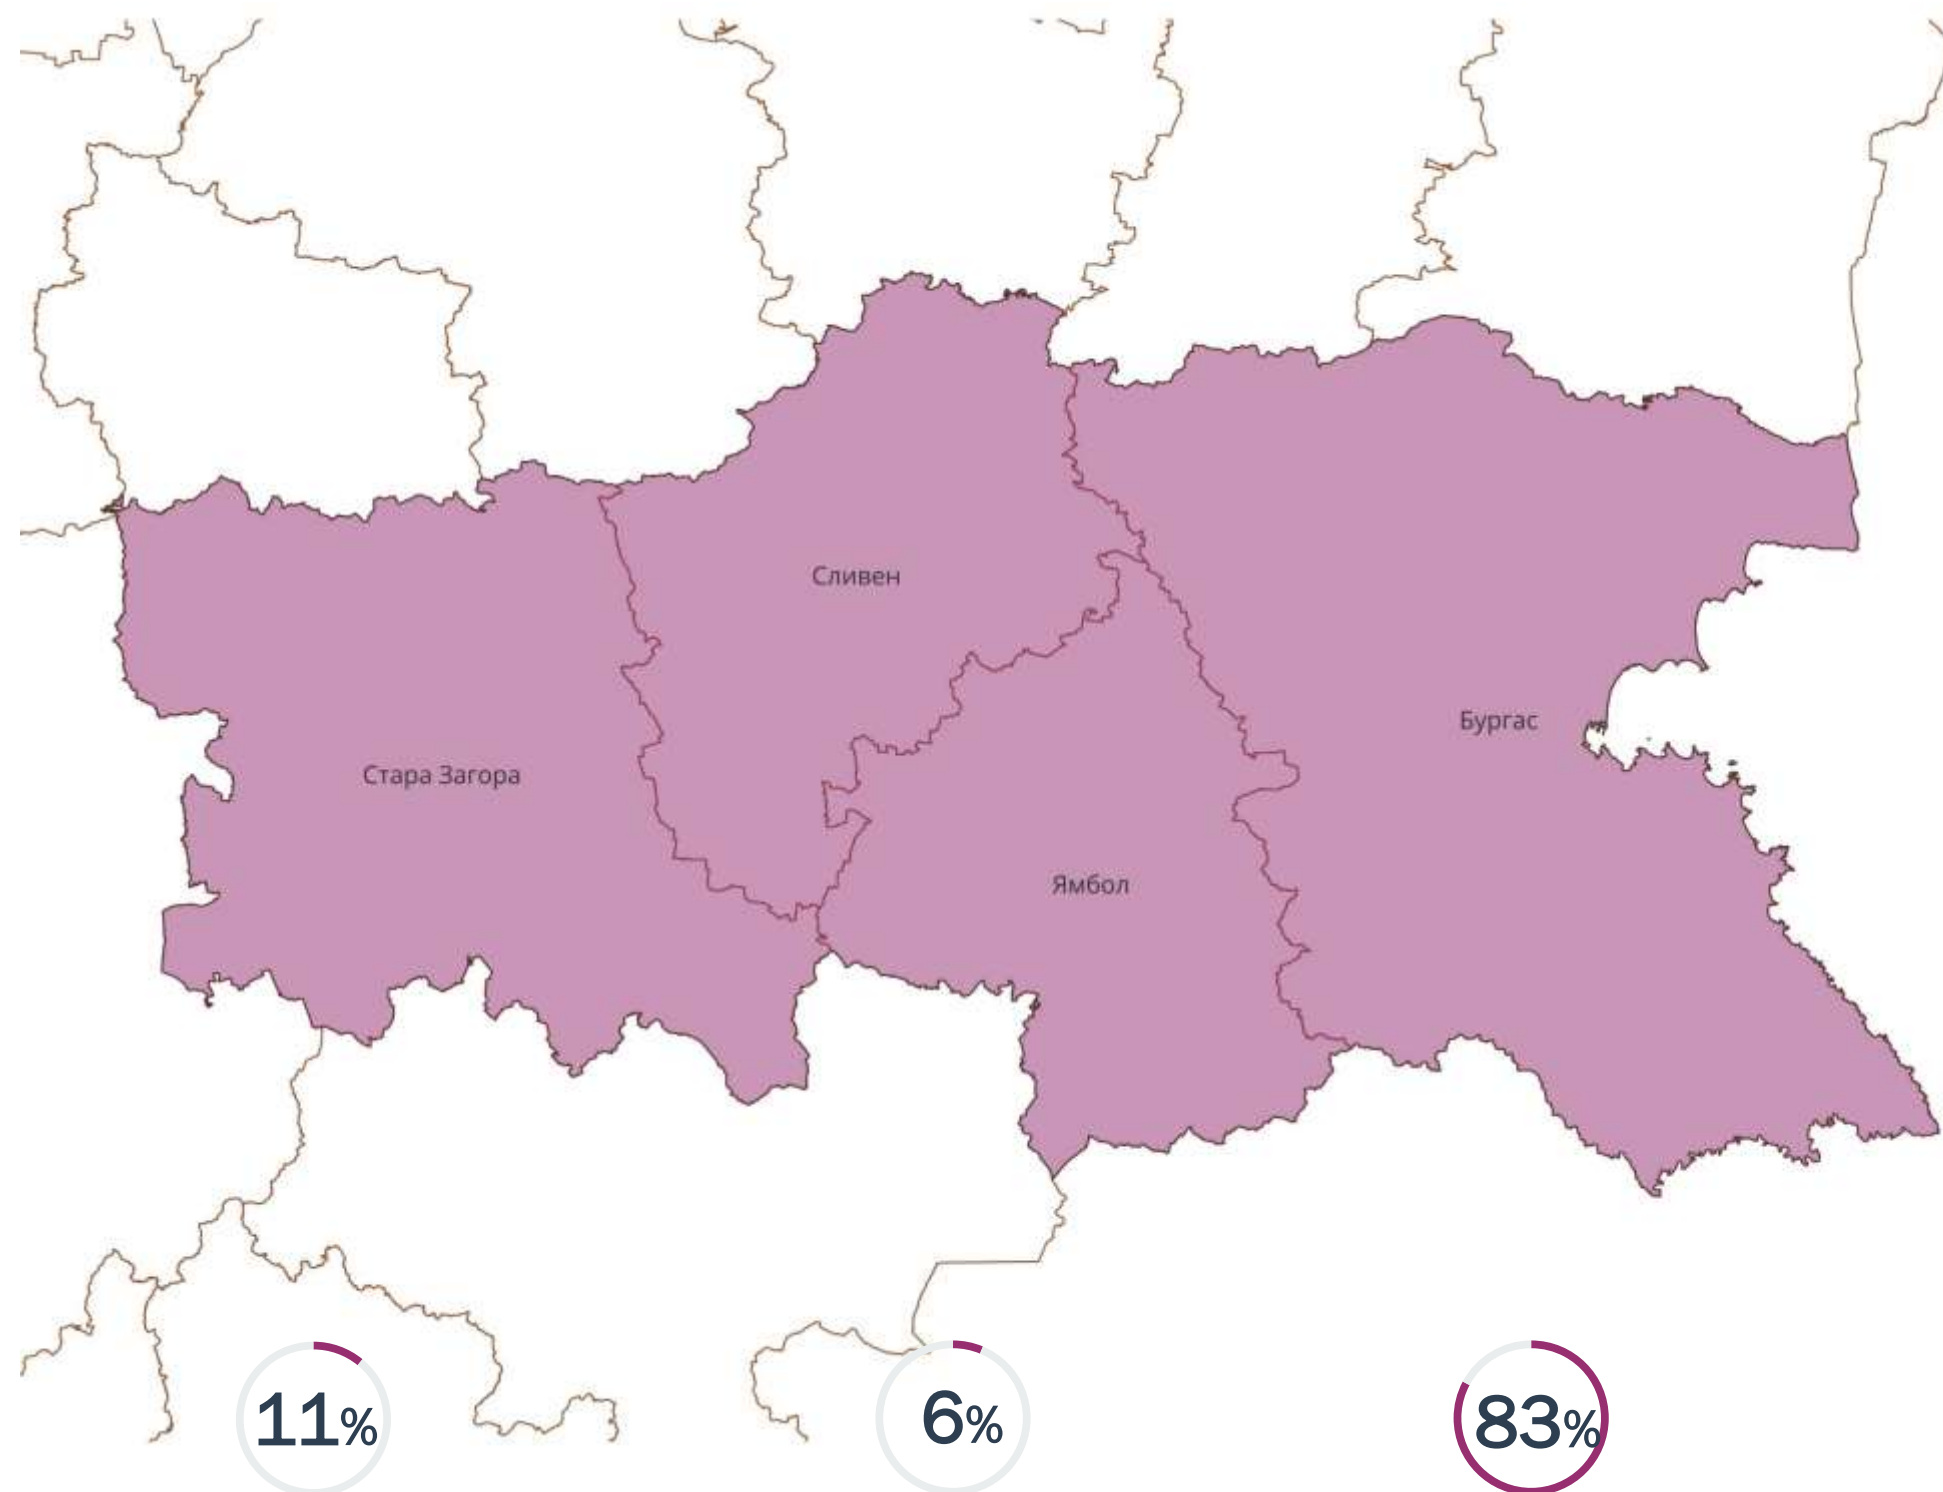 Сливен
Бургас
Стара Загора
Ямбол
11%
6%
83%